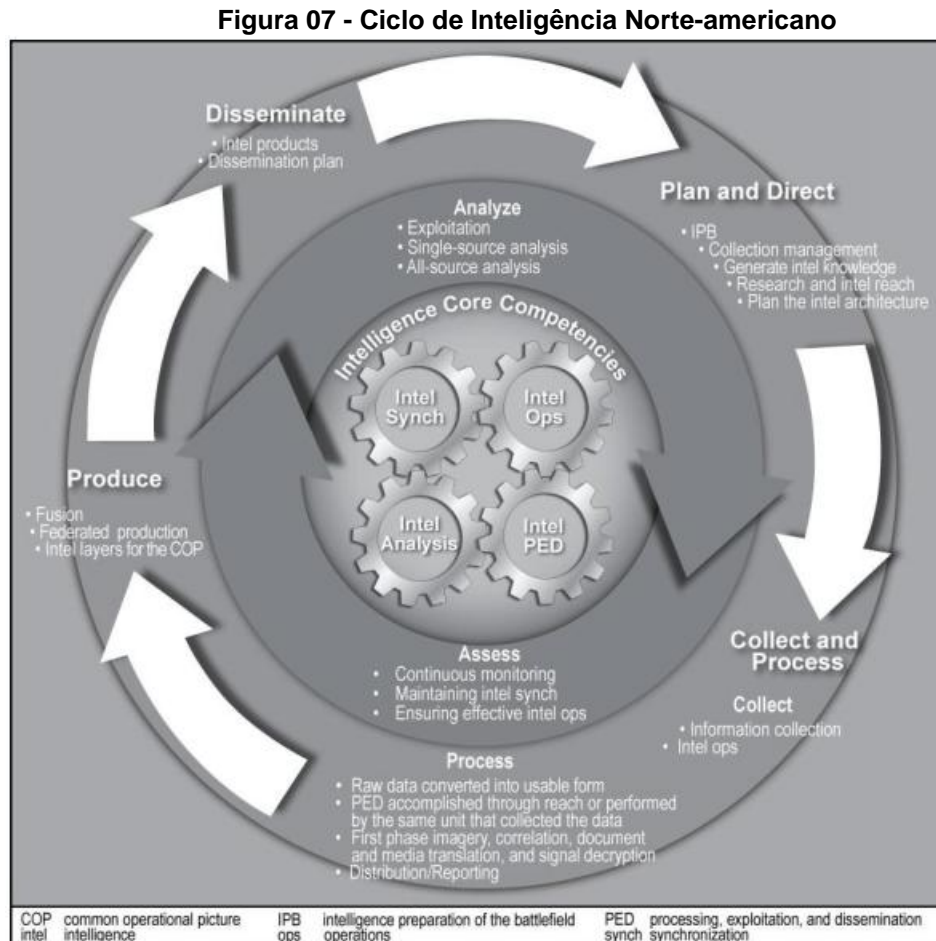 Figura 07 - Ciclo de Inteligência Norte-americano
Disseminate
• Intel products
• Dissemination plan
Plan and Direct
• IPB
• Collection management
• Generate intel knowledge
• Research and intel reach
• Plan the intel architecture
Analyze
• Exploitation
• Single-source analysis
• All-source analysis
Intelligence Core Competencies
Intel
Synch
Intel
Ops
Intel
Analysis
Intel
PED
Produce
• Fusion
• Federated production
• Intel layers for the COP
Collect and
Process
Collect
• Information collection
• Intel ops
Assess
• Continuous monitoring
• Maintaining intel synch
• Ensuring effective intel ops
Process
• Raw data converted into usable form
• PED accomplished through reach or performed
by the same unit that collected the data
• First phase imagery, correlation, document
and media translation, and signal decryption
• Distribution/Reporting
COP common operational picture IPB intelligence preparation of the battlefield PED processing, exploitation, and dissemination
intel intelligence ops operations synch synchronization